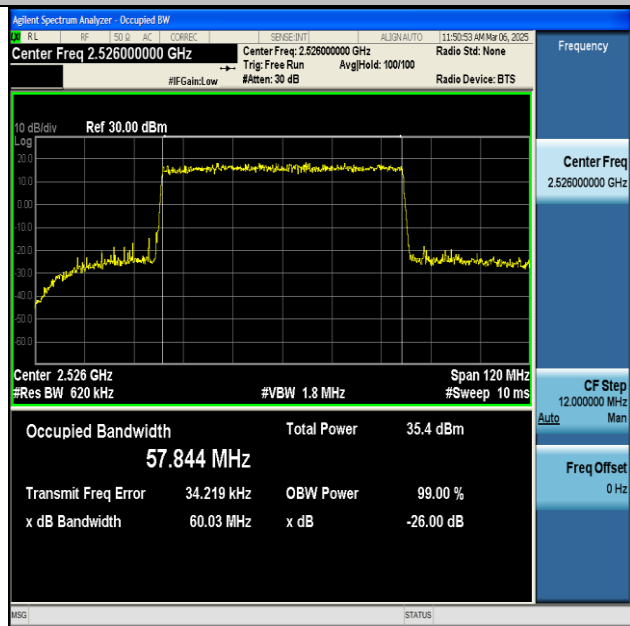 Agilent Spectrum Analyzer - Occupied BW
RL RF 50 Ω AC CORREC SENSE:INT ALIGN AUTO 11:50:53 AM Mar 06, 2025
Center Freq 2.526000000 GHz
Center Freq: 2.526000000 GHz Radio Std: None
Trig: Free Run Avg|Hold: 100/100
#IFGain:Low #Atten: 30 dB Radio Device: BTS
Frequency
10 dB/div Ref 30.00 dBm
Log
20.0
10.0
0.00
-10.0
-20.0
-30.0
-40.0
-50.0
-60.0
Center 2.526 GHz Span 120 MHz
#Res BW 620 kHz #VBW 1.8 MHz #Sweep 10 ms
Occupied Bandwidth Total Power 35.4 dBm
57.844 MHz
Transmit Freq Error 34.219 kHz OBW Power 99.00 %
x dB Bandwidth 60.03 MHz x dB -26.00 dB
Center Freq
2.526000000 GHz
CF Step
12.000000 MHz
Auto Man
Freq Offset
0 Hz
MSG STATUS